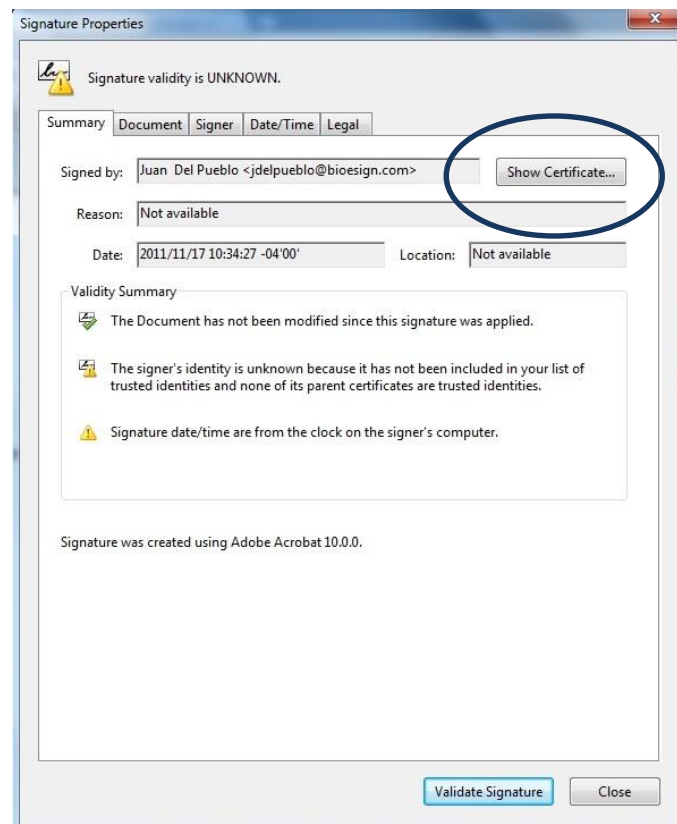 Signature Properties
Signature validity is UNKNOWN.
Summary Document Signer Date/Time Legal
Signed by: Juan Del Pueblo <jdelpueblo@bioesign.com> Show Certificate...
Reason: Not available
Date: 2011/11/17 10:34:27 -04'00' Location: Not available
Validity Summary
The Document has not been modified since this signature was applied.
The signer's identity is unknown because it has not been included in your list of
trusted identities and none of its parent certificates are trusted identities.
Signature date/time are from the clock on the signer's computer.
Signature was created using Adobe Acrobat 10.0.0.
Validate Signature Close